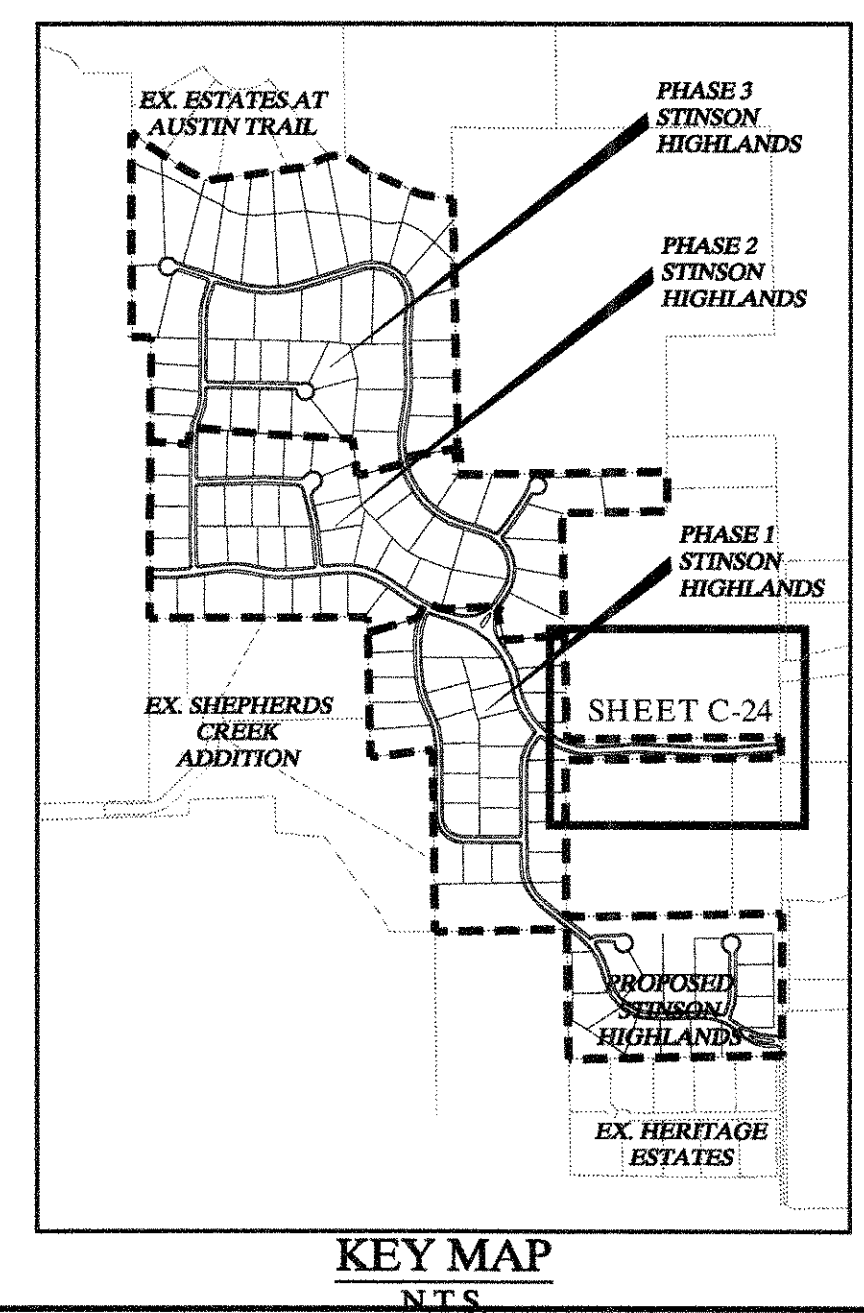 EX. ESTATES AT
AUSTIN TRAIL
PHASE 3
STINSON
HIGHLANDS
PHASE 2
STINSON
HIGHLANDS
PHASE 1
STINSON
HIGHLANDS
SHEET C-24
EX. SHEPHERDS
CREEK
ADDITION
PROPOSED
STINSON
HIGHLANDS
EX. HERITAGE
ESTATES
KEY MAP
N.T.S.